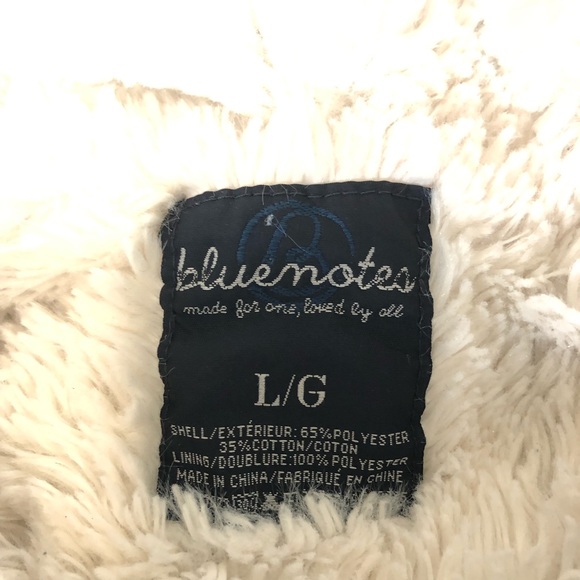 bluenotes
made for one, loved by all
L/G
SHELL/EXTÉRIEUR: 65% POLYESTER
35% COTTON/COTON
LINING/DOUBLURE: 100% POLYESTER
MADE IN CHINA/FABRIQUÉ EN CHINE